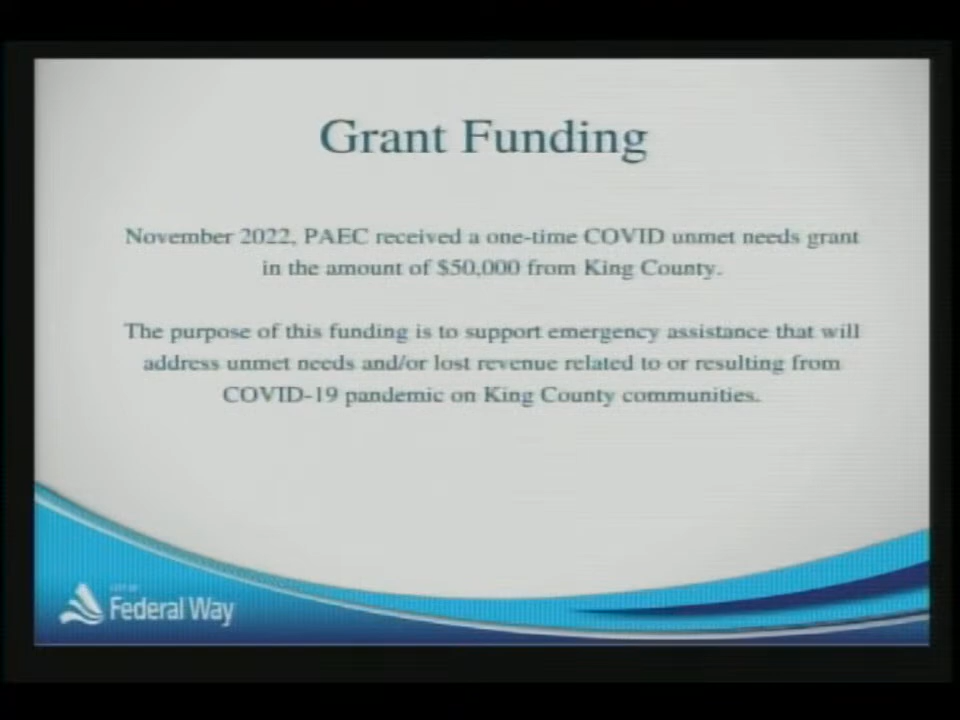 Grant Funding
November 2022, PAEC received a one-time COVID unmet needs grant
in the amount of $50,000 from King County.
The purpose of this funding is to support emergency assistance that will
address unmet needs and/or lost revenue related to or resulting from
COVID-19 pandemic on King County communities.
CITY OF
Federal Way